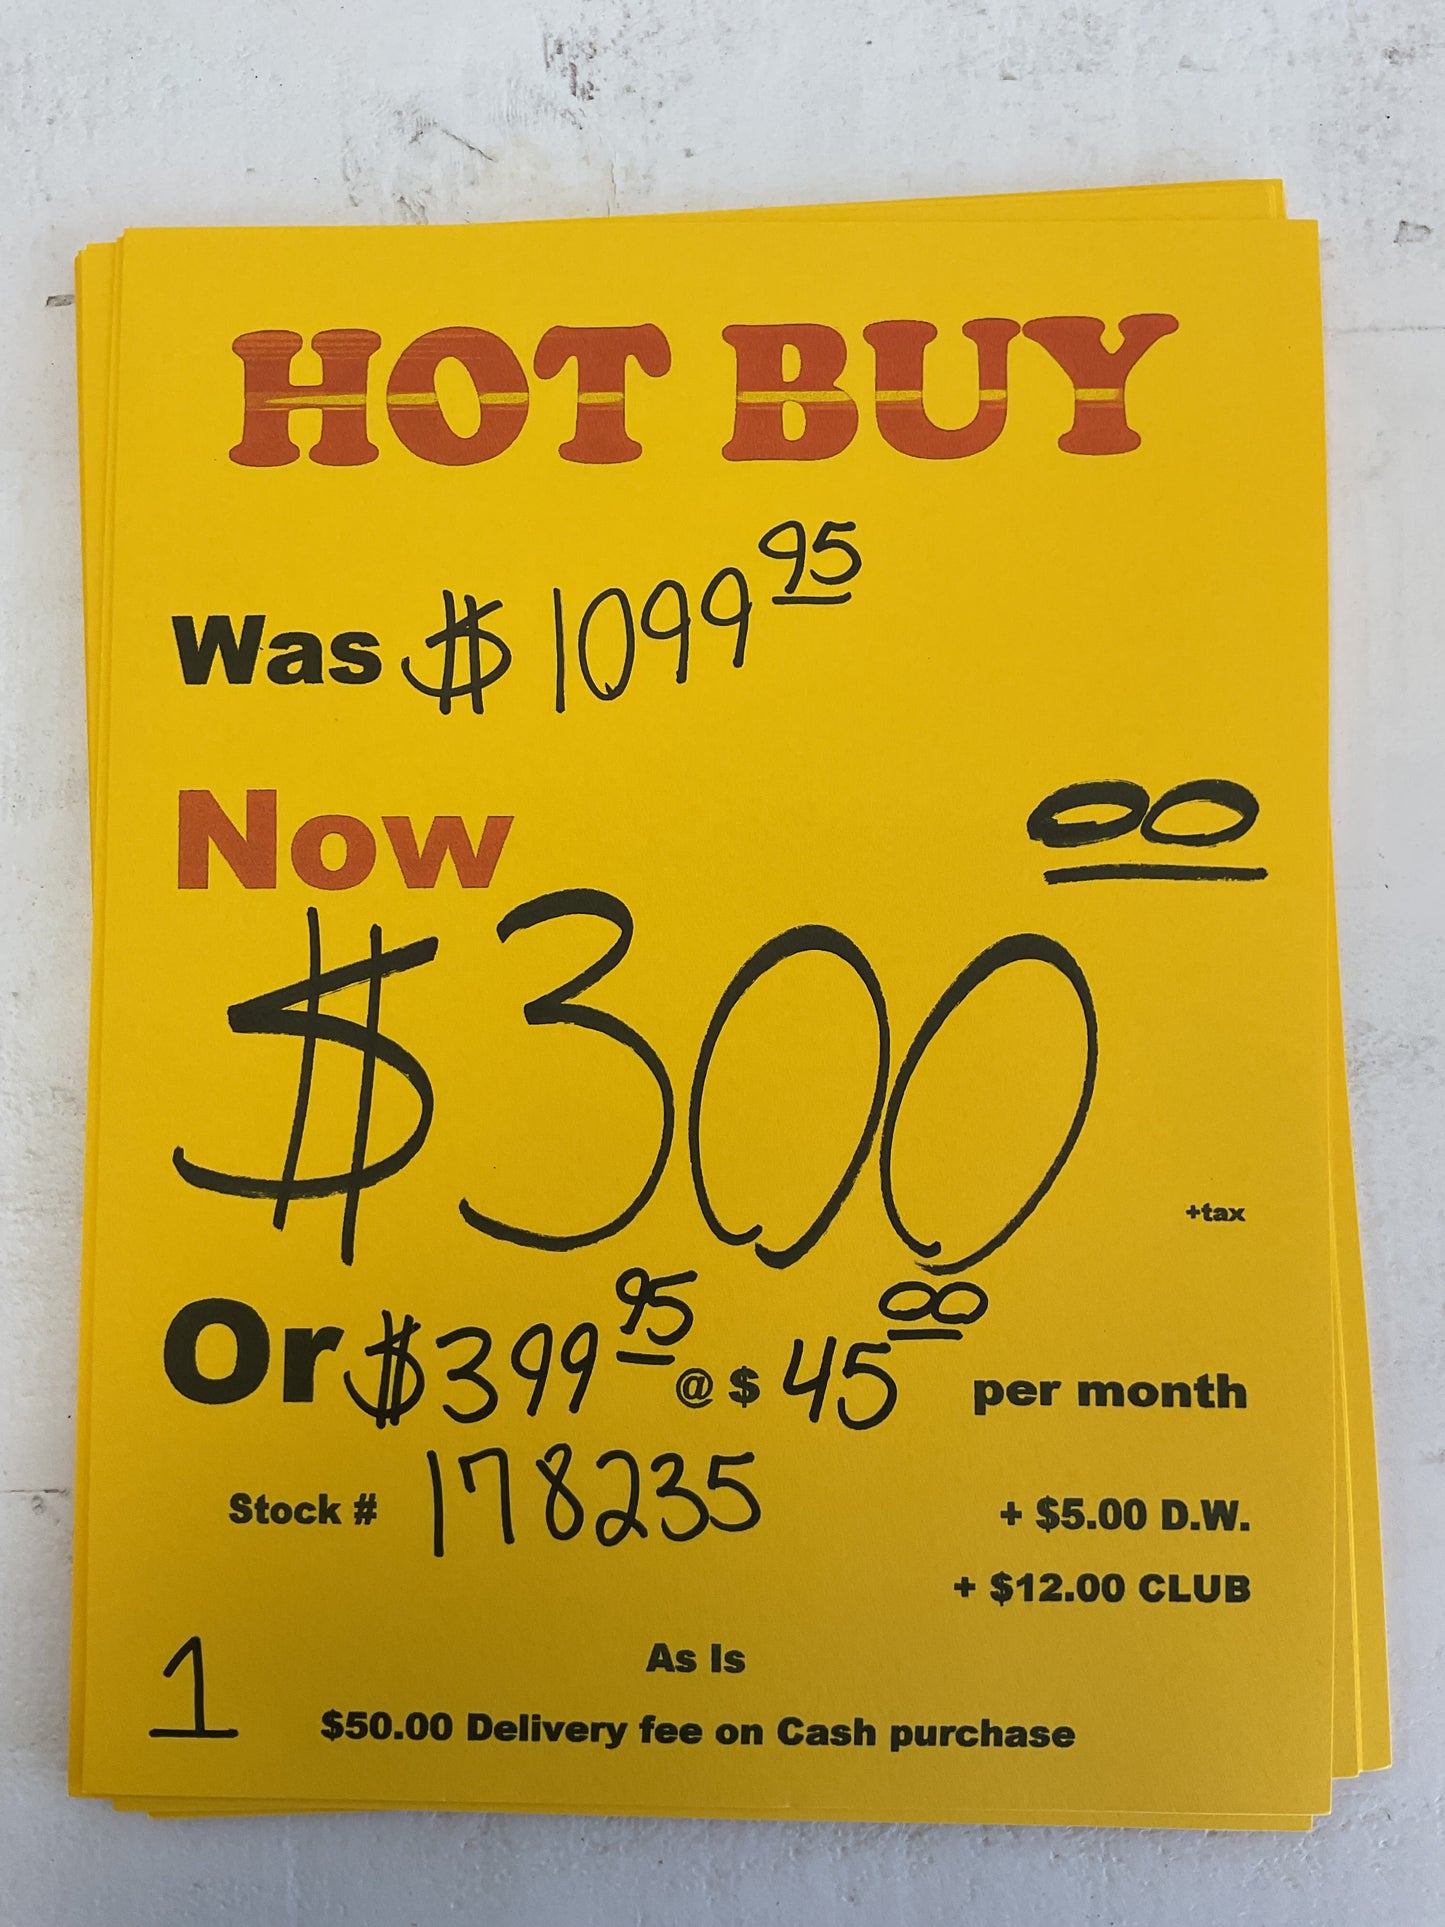 HOT BUY
Was $1099 95
Now
$300 00
+tax
Or $399 95 @ $ 45 00 per month
Stock # 178235
+ $5.00 D.W.
+ $12.00 CLUB
As Is
1
$50.00 Delivery fee on Cash purchase